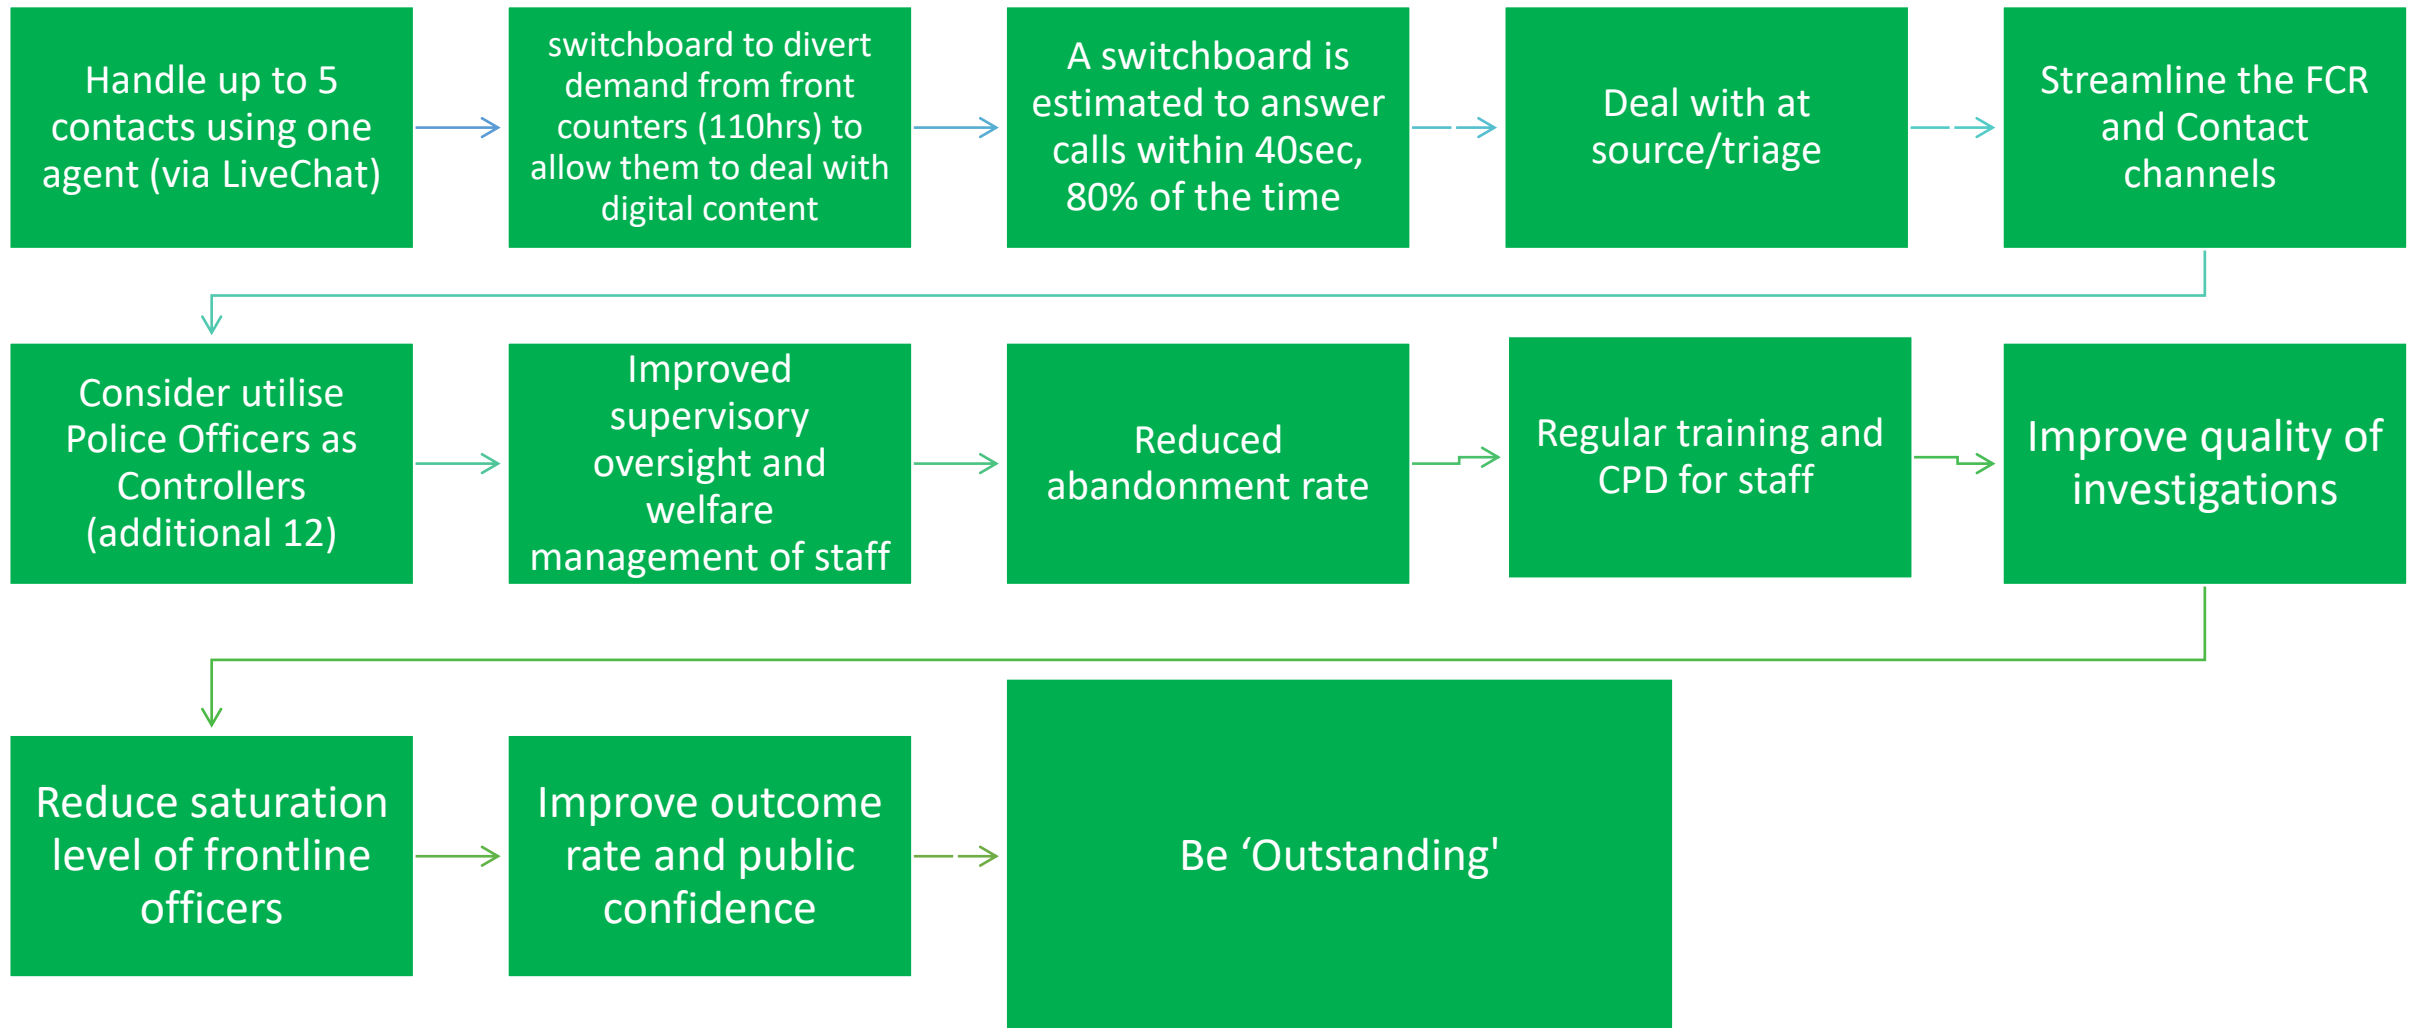 Handle up to 5
contacts using one
agent (via LiveChat)
switchboard to divert
demand from front
counters (110hrs) to
allow them to deal with
digital content
A switchboard is
estimated to answer
calls within 40sec,
80% of the time
Deal with at
source/triage
Streamline the FCR
and Contact
channels
Consider utilise
Police Officers as
Controllers
(additional 12)
Improved
supervisory
oversight and
welfare
management of staff
Reduced
abandonment rate
Regular training and
CPD for staff
Improve quality of
investigations
Reduce saturation
level of frontline
officers
Improve outcome
rate and public
confidence
Be ‘Outstanding'